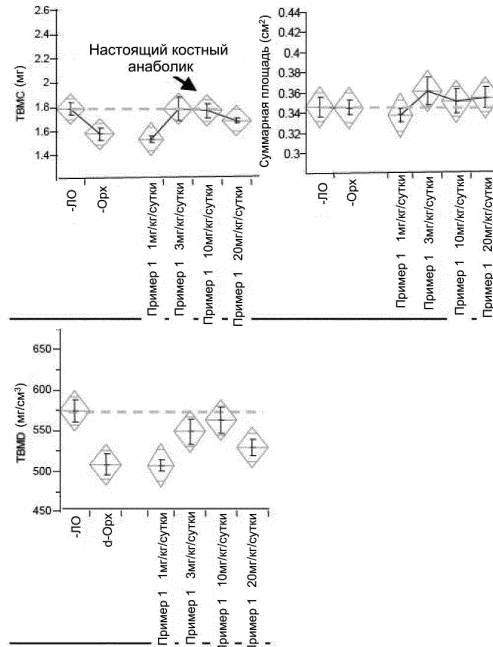 2.6
2.4
2.2
2.0
1.8
1.6
1.4
ТВМС (мг)
Настоящий костный
анаболик
-ЛО
-Орх
Пример 1 1мг/кг/сутки
Пример 1 3мг/кг/сутки
Пример 1 10мг/кг/сутки
Пример 1 20мг/кг/сутки
0.44
0.42
0.4
0.38
0.36
0.34
0.32
0.3
Суммарная площадь (см²)
-ЛО
-Орх
Пример 1 1мг/кг/сутки
Пример 1 3мг/кг/сутки
Пример 1 10мг/кг/сутки
Пример 1 20мг/кг/сутки
650
600
550
500
450
TBMD (мг/см³)
-ЛО
d-Орх
Пример 1 1мг/кг/сутки
Пример 1 3мг/кг/сутки
Іример 1 10мг/кг/сутки
Іример 1 20мг/кг/сутки